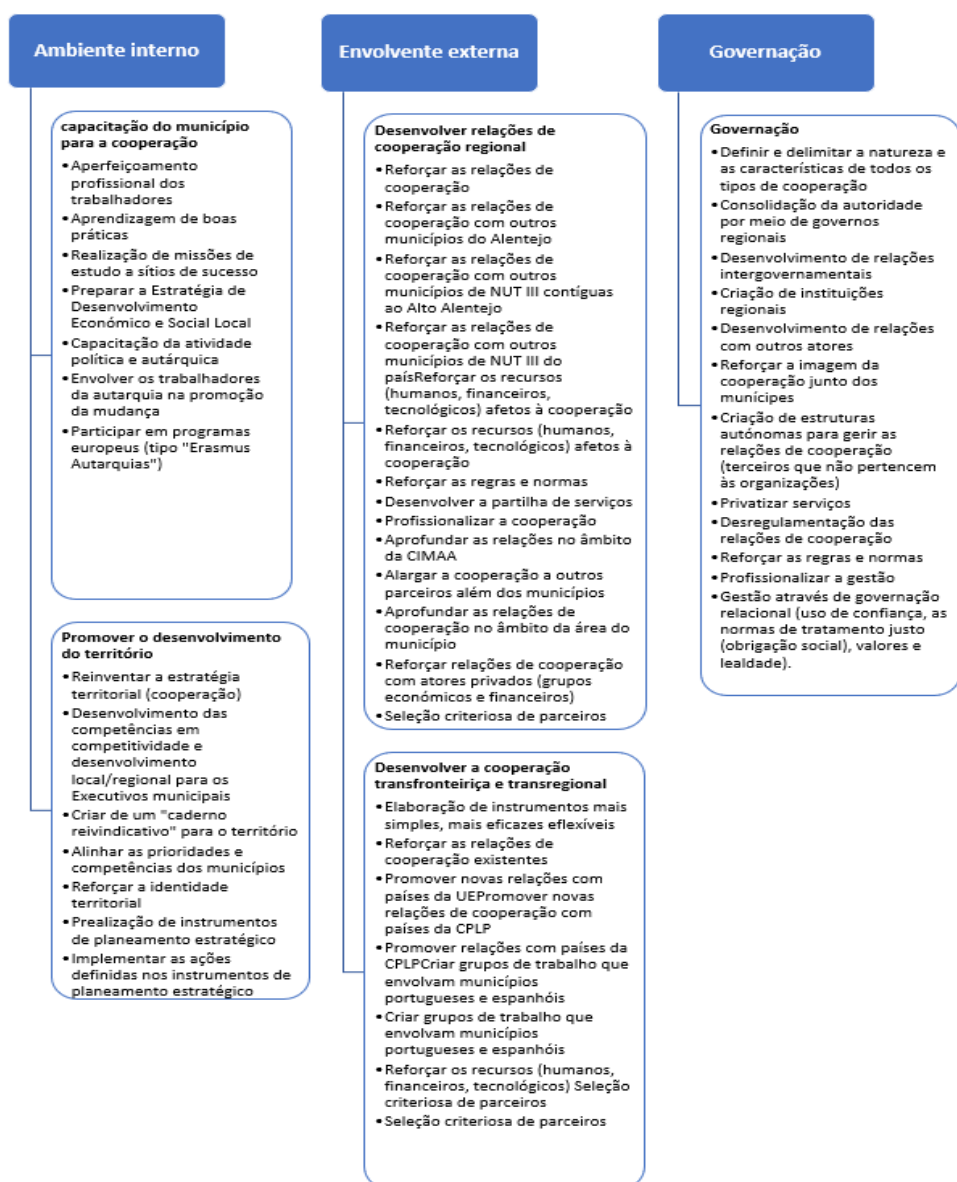 Ambiente interno
capacitação do município
para a cooperação
•Aperfeiçoamento
profissional dos
trabalhadores
•Aprendizagem de boas
práticas
•Realização de missões de
estudo a sítios de sucesso
•Preparar a Estratégia de
Desenvolvimento
Económico e Social Local
•Capacitação da atividade
política e autárquica
•Envolver os trabalhadores
da autarquia na promoção
da mudança
•Participar em programas
europeus (tipo "Erasmus
Autarquias")
Promover o desenvolvimento
do território
•Reinventar a estratégia
territorial (cooperação)
•Desenvolvimento das
competências em
competitividade e
desenvolvimento
local/regional para os
Executivos municipais
•Criar de um "caderno
reivindicativo" para o território
•Alinhar as prioridades e
competências dos municípios
•Reforçar a identidade
territorial
•Prealização de instrumentos
de planeamento estratégico
•Implementar as ações
definidas nos instrumentos de
planeamento estratégico
Envolvente externa
Desenvolver relações de
cooperação regional
•Reforçar as relações de
cooperação
•Reforçar as relações de
cooperação com outros
municípios do Alentejo
•Reforçar as relações de
cooperação com outros
municípios de NUT III contíguas
ao Alto Alentejo
•Reforçar as relações de
cooperação com outros
municípios de NUT III do
paísReforçar os recursos
(humanos, financeiros,
tecnológicos) afetos à cooperação
•Reforçar os recursos (humanos,
financeiros, tecnológicos) afetos à
cooperação
•Reforçar as regras e normas
•Desenvolver a partilha de serviços
•Profissionalizar a cooperação
•Aprofundar as relações no âmbito
da CIMAA
•Alargar a cooperação a outros
parceiros além dos municípios
•Aprofundar as relações de
cooperação no âmbito da área do
município
•Reforçar relações de cooperação
com atores privados (grupos
económicos e financeiros)
•Seleção criteriosa de parceiros
Desenvolver a cooperação
transfronteiriça e transregional
•Elaboração de instrumentos mais
simples, mais eficazes eflexíveis
•Reforçar as relações de
cooperação existentes
•Promover novas relações com
países da UEPromover novas
relações de cooperação com
países da CPLP
•Promover relações com países da
CPLPCriar grupos de trabalho que
envolvam municípios
portugueses e espanhóis
•Criar grupos de trabalho que
envolvam municípios
portugueses e espanhóis
•Reforçar os recursos (humanos,
financeiros, tecnológicos) Seleção
criteriosa de parceiros
•Seleção criteriosa de parceiros
Governação
Governação
•Definir e delimitar a natureza e
as características de todos os
tipos de cooperação
•Consolidação da autoridade
por meio de governos
regionais
•Desenvolvimento de relações
intergovernamentais
•Criação de instituições
regionais
•Desenvolvimento de relações
com outros atores
•Reforçar a imagem da
cooperação junto dos
munícipes
•Criação de estruturas
autónomas para gerir as
relações de cooperação
(terceiros que não pertencem
às organizações)
•Privatizar serviços
•Desregulamentação das
relações de cooperação
•Reforçar as regras e normas
•Profissionalizar a gestão
•Gestão através de governação
relacional (uso de confiança, as
normas de tratamento justo
(obrigação social), valores e
lealdade).